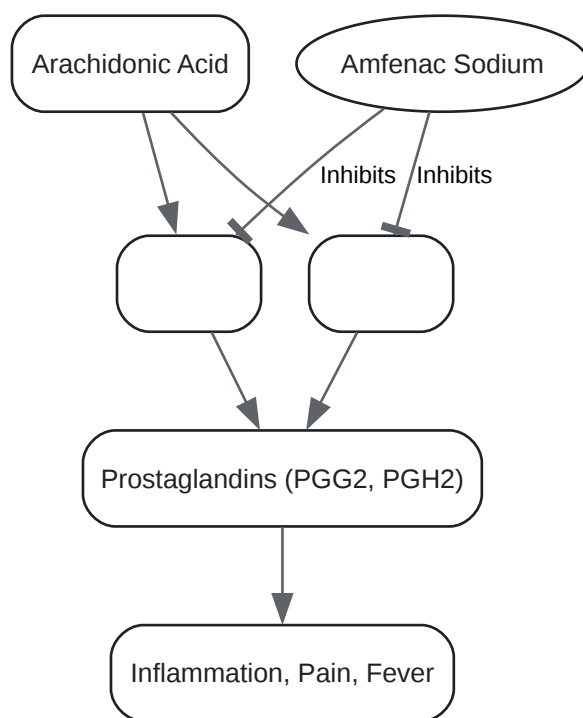 Arachidonic Acid
Amfenac Sodium
Inhibits
Inhibits
Prostaglandins (PGG2, PGH2)
Inflammation, Pain, Fever